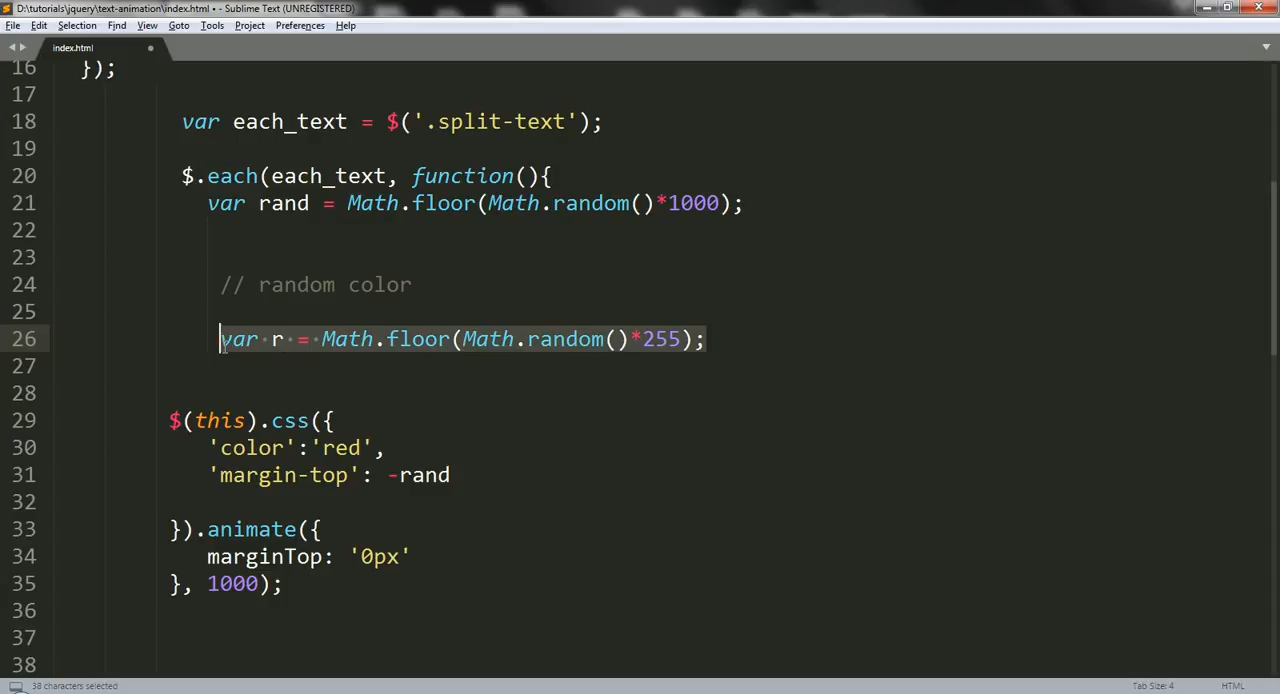 D:\tutorials\jquery\text-animation\index.html • - Sublime Text (UNREGISTERED)
File Edit Selection Find View Goto Tools Project Preferences Help
index.html
16 });
17
18 var each_text = $('.split-text');
19
20 $.each(each_text, function(){
21 var rand = Math.floor(Math.random()*1000);
22
23
24 // random color
25
26 var r = Math.floor(Math.random()*255);
27
28
29 $(this).css({
30 'color':'red',
31 'margin-top': -rand
32
33 }).animate({
34 marginTop: '0px'
35 }, 1000);
36
37
38
38 characters selected Tab Size: 4 HTML